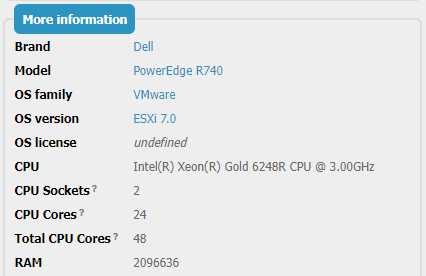 More information
Brand Dell
Model PowerEdge R740
OS family VMware
OS version ESXi 7.0
OS license undefined
CPU Intel(R) Xeon(R) Gold 6248R CPU @ 3.00GHz
CPU Sockets ? 2
CPU Cores ? 24
Total CPU Cores ? 48
RAM 2096636